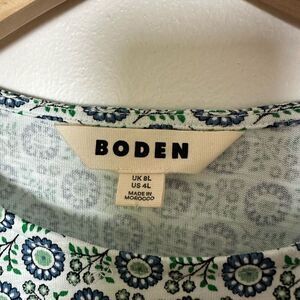 BODEN
UK 8L
US 4L
MADE IN
MOROCCO